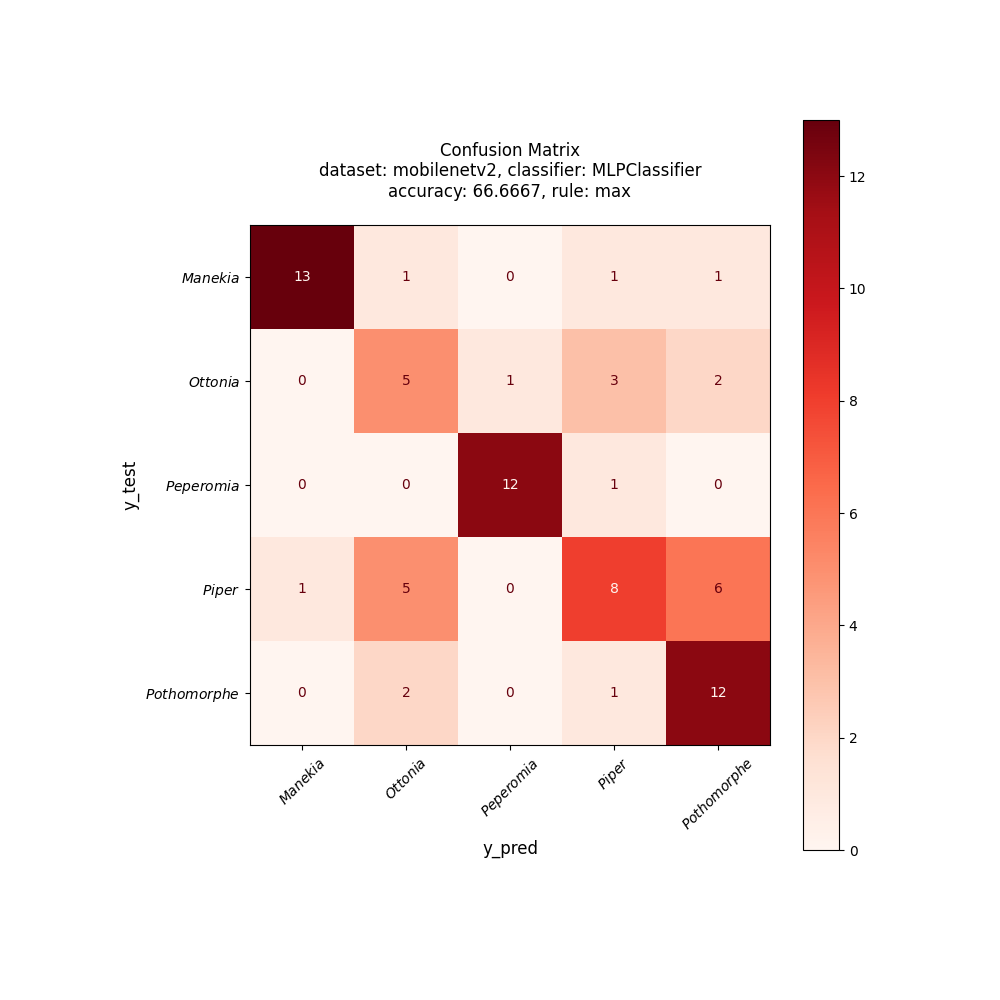 Confusion Matrix
dataset: mobilenetv2, classifier: MLPClassifier
accuracy: 66.6667, rule: max
Manekia 13 1 0 1 1
Ottonia 0 5 1 3 2
Peperomia 0 0 12 1 0
Piper 1 5 0 8 6
Pothomorphe 0 2 0 1 12
y_test
Manekia Ottonia Peperomia Piper Pothomorphe
y_pred
12
10
8
6
4
2
0